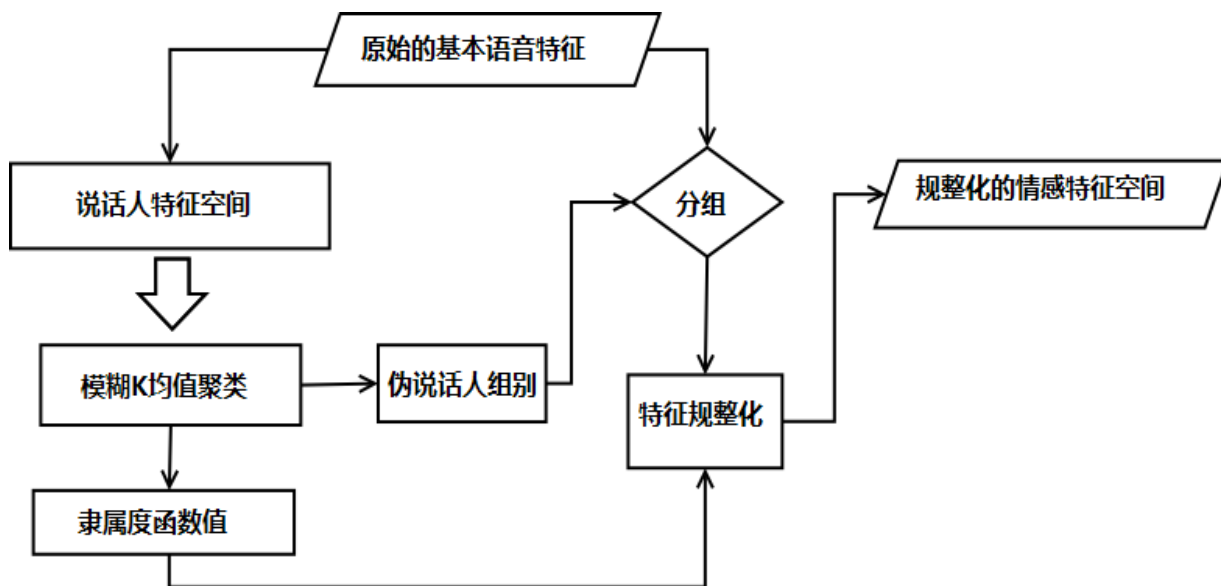 原始的基本语音特征
说话人特征空间
分组
规整化的情感特征空间
模糊K均值聚类
伪说话人组别
特征规整化
隶属度函数值